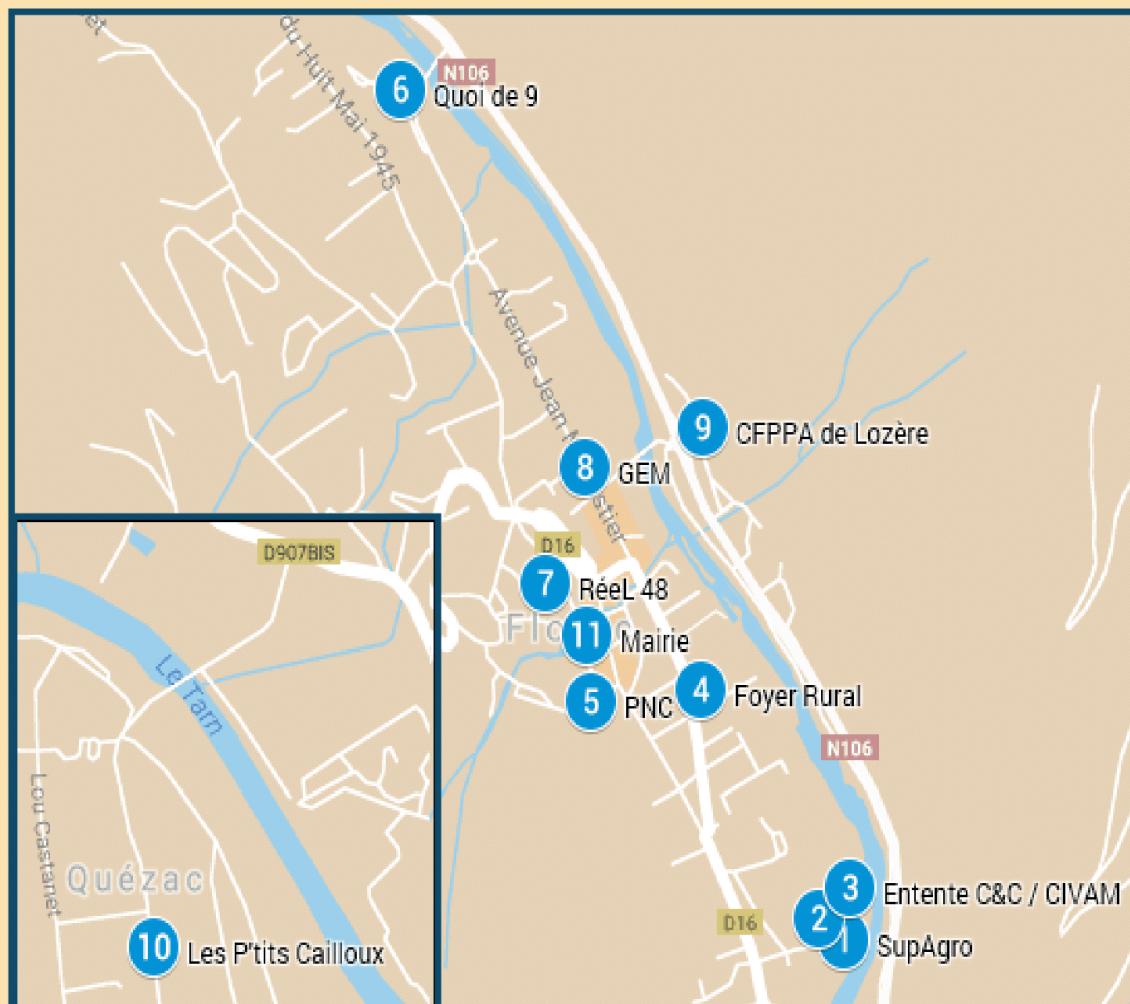 et
du Huit Mai 1945
N106
6
Quoi de 9
Avenue Jean M
stier
9
CFPPA de Lozère
8
GEM
D16
7
RéeL 48
Flo
11
Mairie
5
PNC
4
Foyer Rural
N106
3
Entente C&C / CIVAM
2
D16
1
SupAgro
D907BIS
Le Tarn
Lou Castanet
Quézac
10
Les P'tits Cailloux